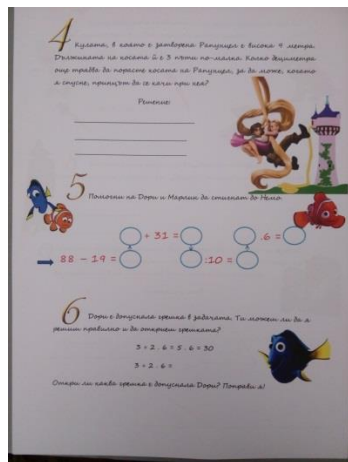 4 Кулата, в която е затворена Рапунцел е висока 9 метра.
Дължината на косата ѝ е 3 пъти по-малка. Колко дециметра
още трябва да порасне косата на Рапунцел, за да може, когато
я спусне, принцът да се качи при нея?
Решение:
5 Помогни на Дори и Марлин да стигнат до Немо.
+ 31 = .6 =
88 - 19 = :10 =
6 Дори е допуснала грешка в задачата. Ти можеш ли да я
решиш правилно и да откриеш грешката?
3 + 2 . 6 = 5 . 6 = 30
3 + 2 . 6 =
Откри ли каква грешка е допуснала Дори? Поправи я!